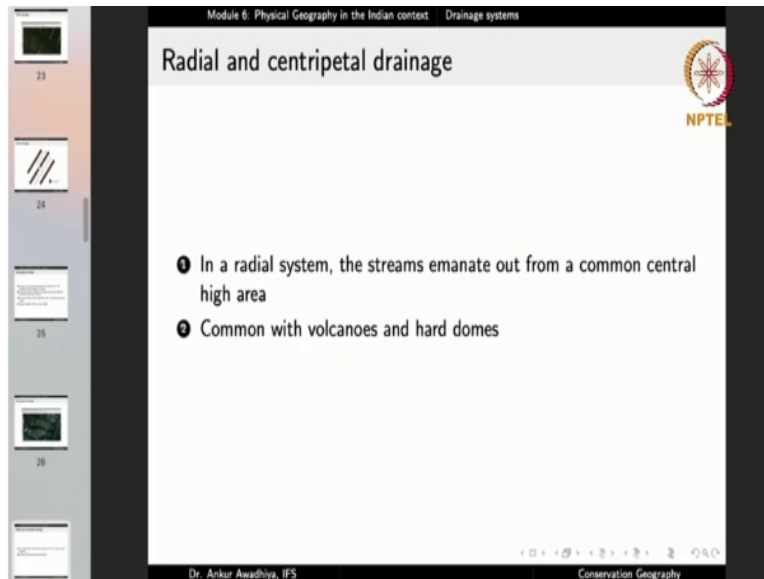 Module 6: Physical Geography in the Indian context Drainage systems
Radial and centripetal drainage
NPTEL
❶ In a radial system, the streams emanate out from a common central
high area
❷ Common with volcanoes and hard domes
23
24
25
26
Dr. Ankur Awadhiya, IFS Conservation Geography